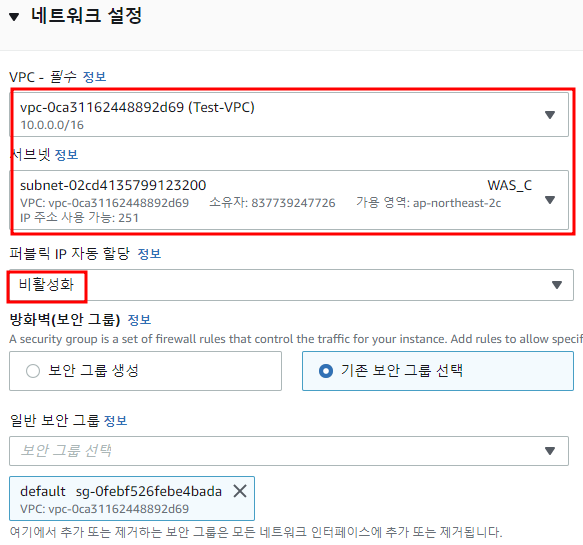 네트워크 설정
VPC - 필수 정보
vpc-0ca31162448892d69 (Test-VPC)
10.0.0.0/16
서브넷 정보
subnet-02cd4135799123200 WAS_C
VPC: vpc-0ca31162448892d69 소유자: 837739247726 가용 영역: ap-northeast-2c
IP 주소 사용 가능: 251
퍼블릭 IP 자동 할당 정보
비활성화
방화벽(보안 그룹) 정보
A security group is a set of firewall rules that control the traffic for your instance. Add rules to allow specif
보안 그룹 생성
기존 보안 그룹 선택
일반 보안 그룹 정보
보안 그룹 선택
default sg-0febf526febe4bada
VPC: vpc-0ca31162448892d69
여기에서 추가 또는 제거하는 보안 그룹은 모든 네트워크 인터페이스에 추가 또는 제거됩니다.